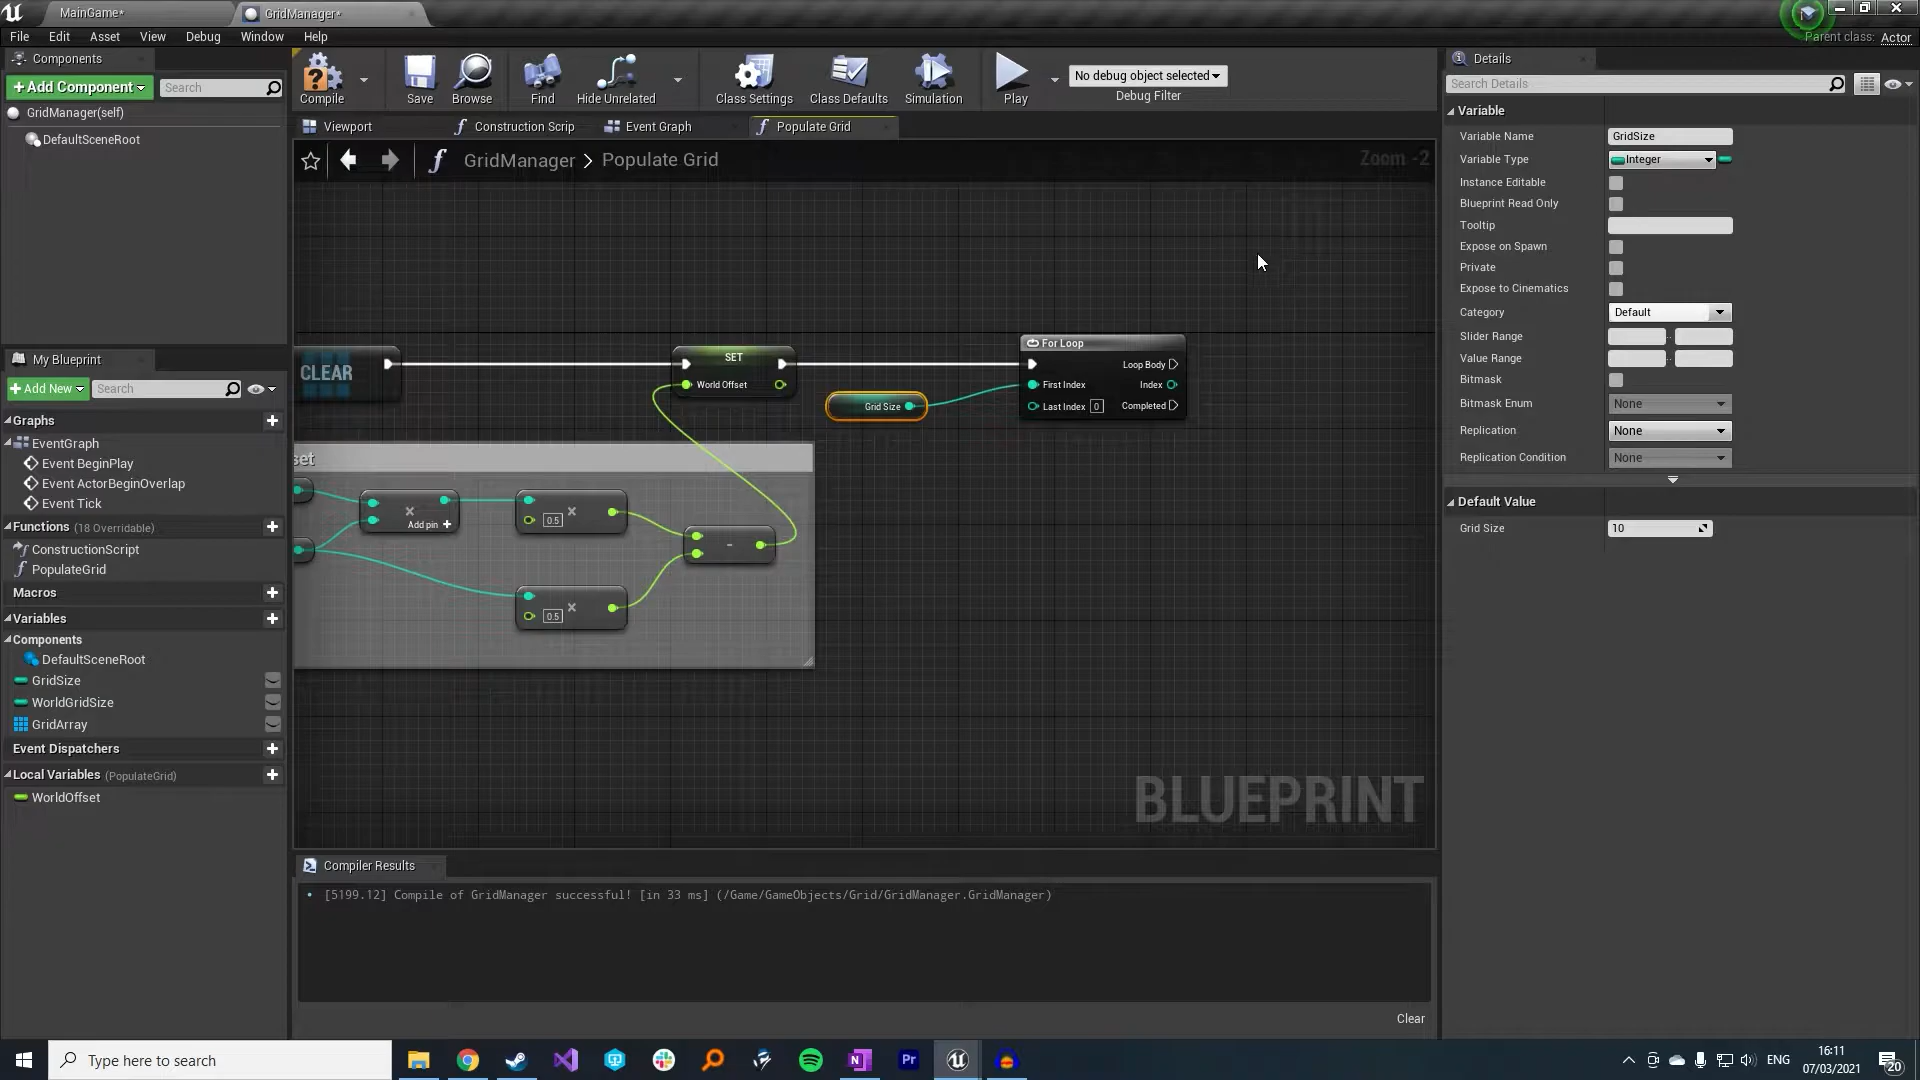 MainGame*
GridManager*
File
Edit
Asset
View
Debug
Window
Help
Parent class: Actor
Components
+Add Component
Search
GridManager(self)
DefaultSceneRoot
Compile
Save
Browse
Find
Hide Unrelated
Class Settings
Class Defaults
Simulation
Play
No debug object selected
Debug Filter
Viewport
Construction Scrip
Event Graph
Populate Grid
GridManager > Populate Grid
Zoom -2
CLEAR
SET
World Offset
Grid Size
For Loop
Loop Body
First Index
Index
Last Index 0
Completed
set
×
Add pin +
×
0.5
-
×
0.5
BLUEPRINT
My Blueprint
+Add New
Search
Graphs
EventGraph
Event BeginPlay
Event ActorBeginOverlap
Event Tick
Functions (18 Overridable)
ConstructionScript
PopulateGrid
Macros
Variables
Components
DefaultSceneRoot
GridSize
WorldGridSize
GridArray
Event Dispatchers
Local Variables (PopulateGrid)
WorldOffset
Compiler Results
[5199.12] Compile of GridManager successful! [in 33 ms] (/Game/GameObjects/Grid/GridManager.GridManager)
Clear
Details
Search Details
Variable
Variable Name GridSize
Variable Type Integer
Instance Editable
Blueprint Read Only
Tooltip
Expose on Spawn
Private
Expose to Cinematics
Category Default
Slider Range
Value Range
Bitmask
Bitmask Enum None
Replication None
Replication Condition None
Default Value
Grid Size 10
Type here to search
N
Pr
ENG
16:11
07/03/2021
20